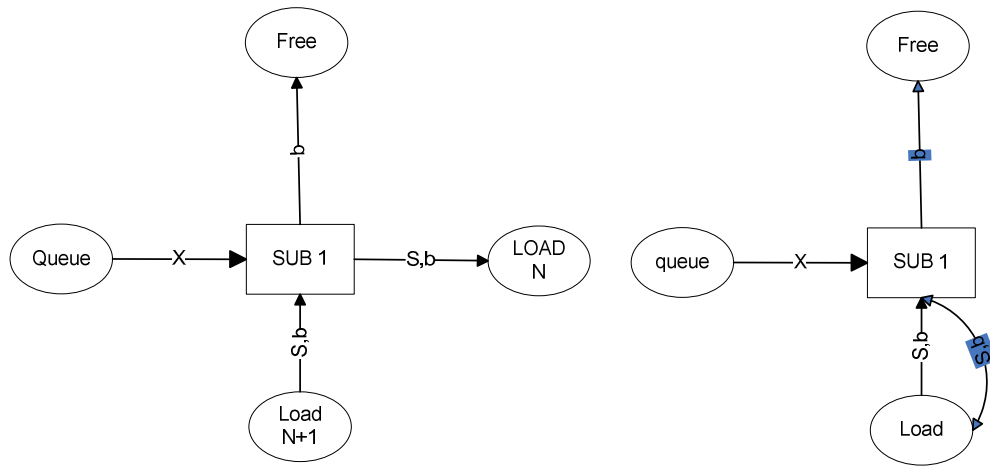 Free
b
Queue
X
SUB 1
S,b
LOAD
N
S,b
Load
N+1
Free
b
queue
X
SUB 1
S,b
S,b
Load